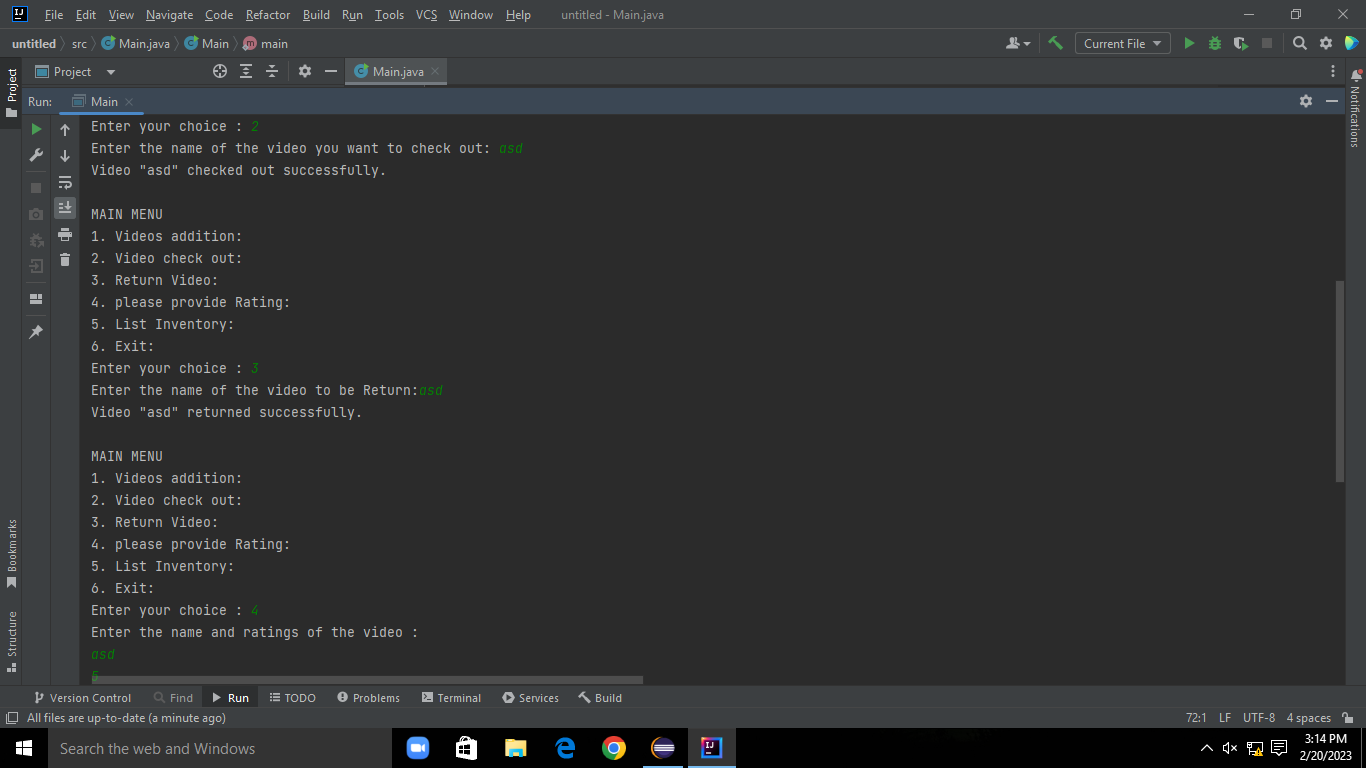 File Edit View Navigate Code Refactor Build Run Tools VCS Window Help untitled - Main.java
untitled src Main.java Main main Current File
Project Main.java
Project
Run: Main
Notifications
Enter your choice : 2
Enter the name of the video you want to check out: asd
Video "asd" checked out successfully.
MAIN MENU
1. Videos addition:
2. Video check out:
3. Return Video:
4. please provide Rating:
5. List Inventory:
6. Exit:
Enter your choice : 3
Enter the name of the video to be Return:asd
Video "asd" returned successfully.
MAIN MENU
1. Videos addition:
2. Video check out:
3. Return Video:
4. please provide Rating:
5. List Inventory:
6. Exit:
Enter your choice : 4
Enter the name and ratings of the video :
asd
Bookmarks
Structure
Version Control Find Run TODO Problems Terminal Services Build
All files are up-to-date (a minute ago) 72:1 LF UTF-8 4 spaces
Search the web and Windows
3:14 PM
2/20/2023